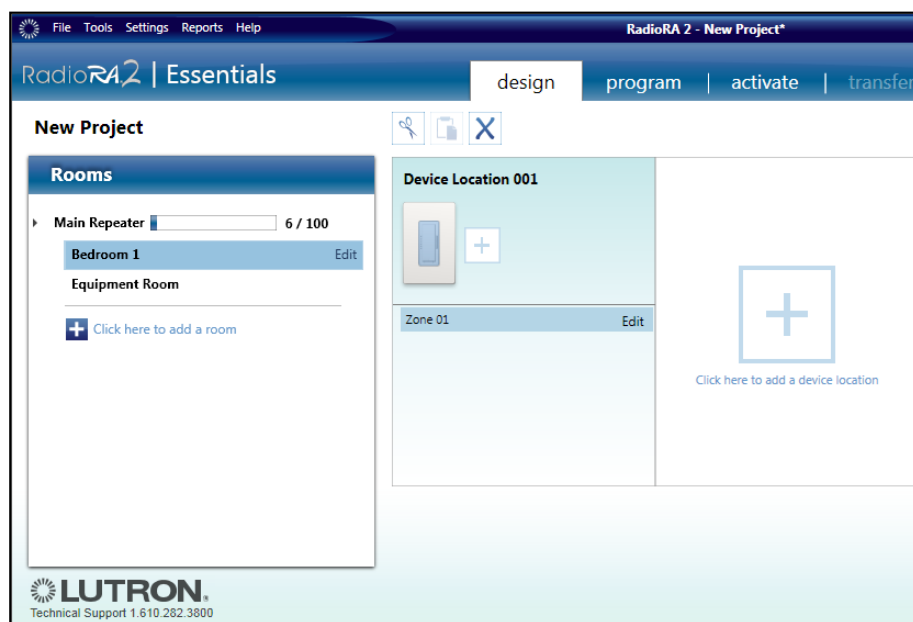 File Tools Settings Reports Help
RadioRA 2 - New Project*
RadioRA2 | Essentials
design program | activate | transfer
New Project
Rooms
Main Repeater 6 / 100
Bedroom 1 Edit
Equipment Room
Click here to add a room
Device Location 001
Zone 01 Edit
Click here to add a device location
LUTRON.
Technical Support 1.610.282.3800